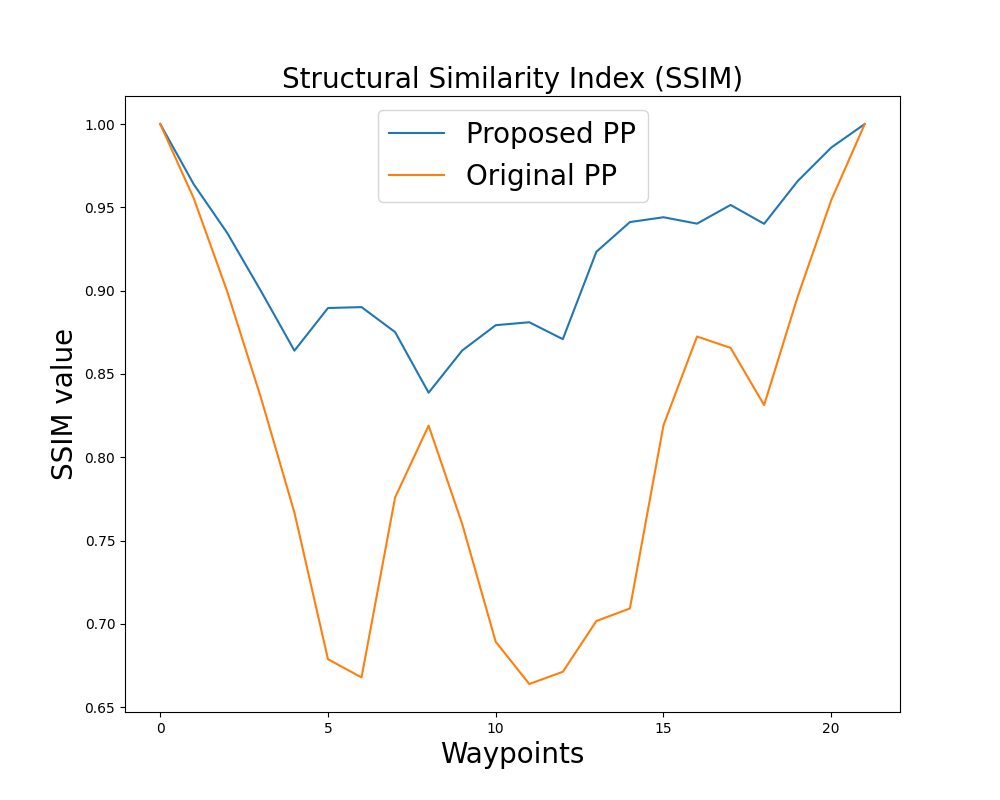 Structural Similarity Index (SSIM)
Proposed PP
Original PP
SSIM value
1.00
0.95
0.90
0.85
0.80
0.75
0.70
0.65
0
5
10
15
20
Waypoints